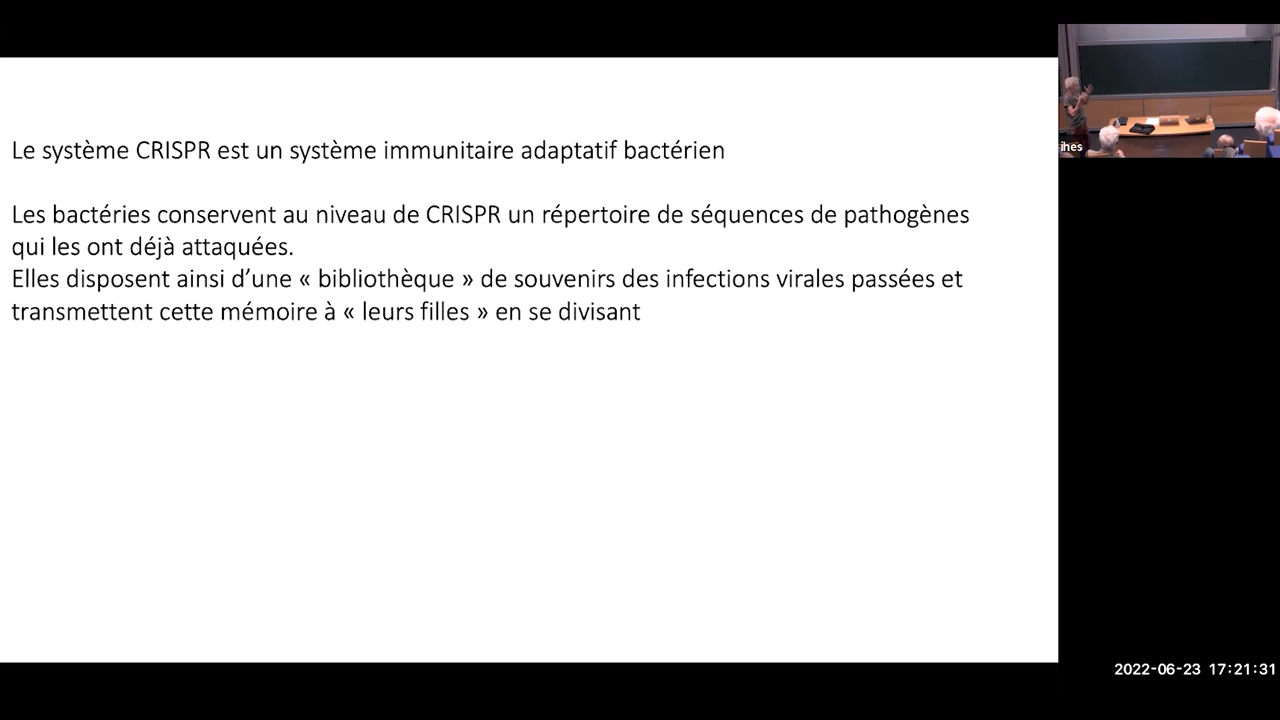 Le système CRISPR est un système immunitaire adaptatif bactérien
Les bactéries conservent au niveau de CRISPR un répertoire de séquences de pathogènes
qui les ont déjà attaquées.
Elles disposent ainsi d’une « bibliothèque » de souvenirs des infections virales passées et
transmettent cette mémoire à « leurs filles » en se divisant
ihes
2022-06-23 17:21:31